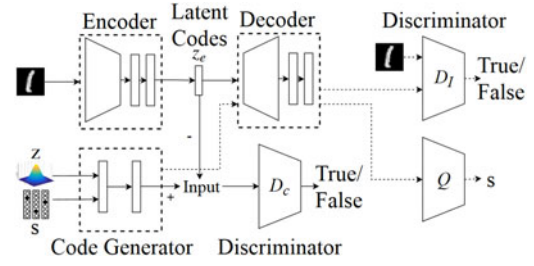 Encoder
Latent
Codes
Decoder
Discriminator
z_e
D_I
True/
False
z
s
+
-
Input
D_c
True/
False
Q
s
Code Generator
Discriminator